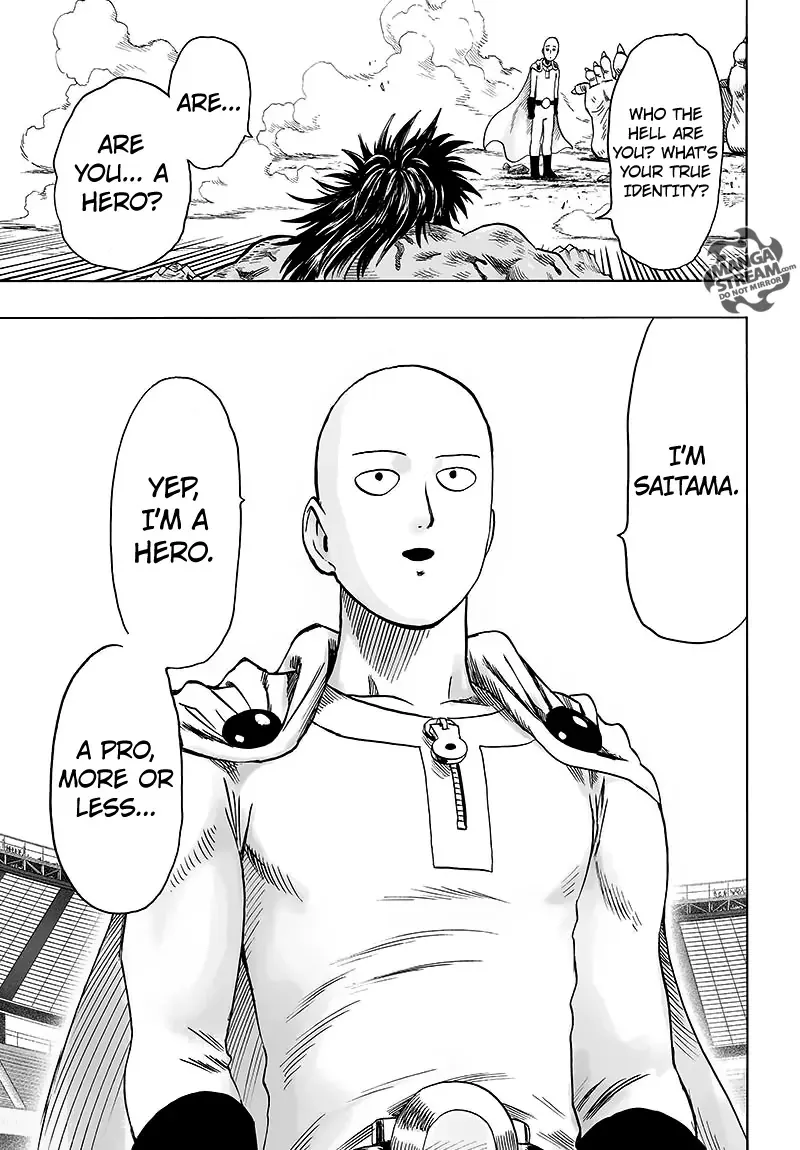 WHO THE
HELL ARE
YOU? WHAT'S
YOUR TRUE
IDENTITY?
ARE...
ARE
YOU... A
HERO?
MANGA
STREAM.com
DO NOT MIRROR
I'M
SAITAMA.
YEP,
I'M A
HERO.
A PRO,
MORE OR
LESS...